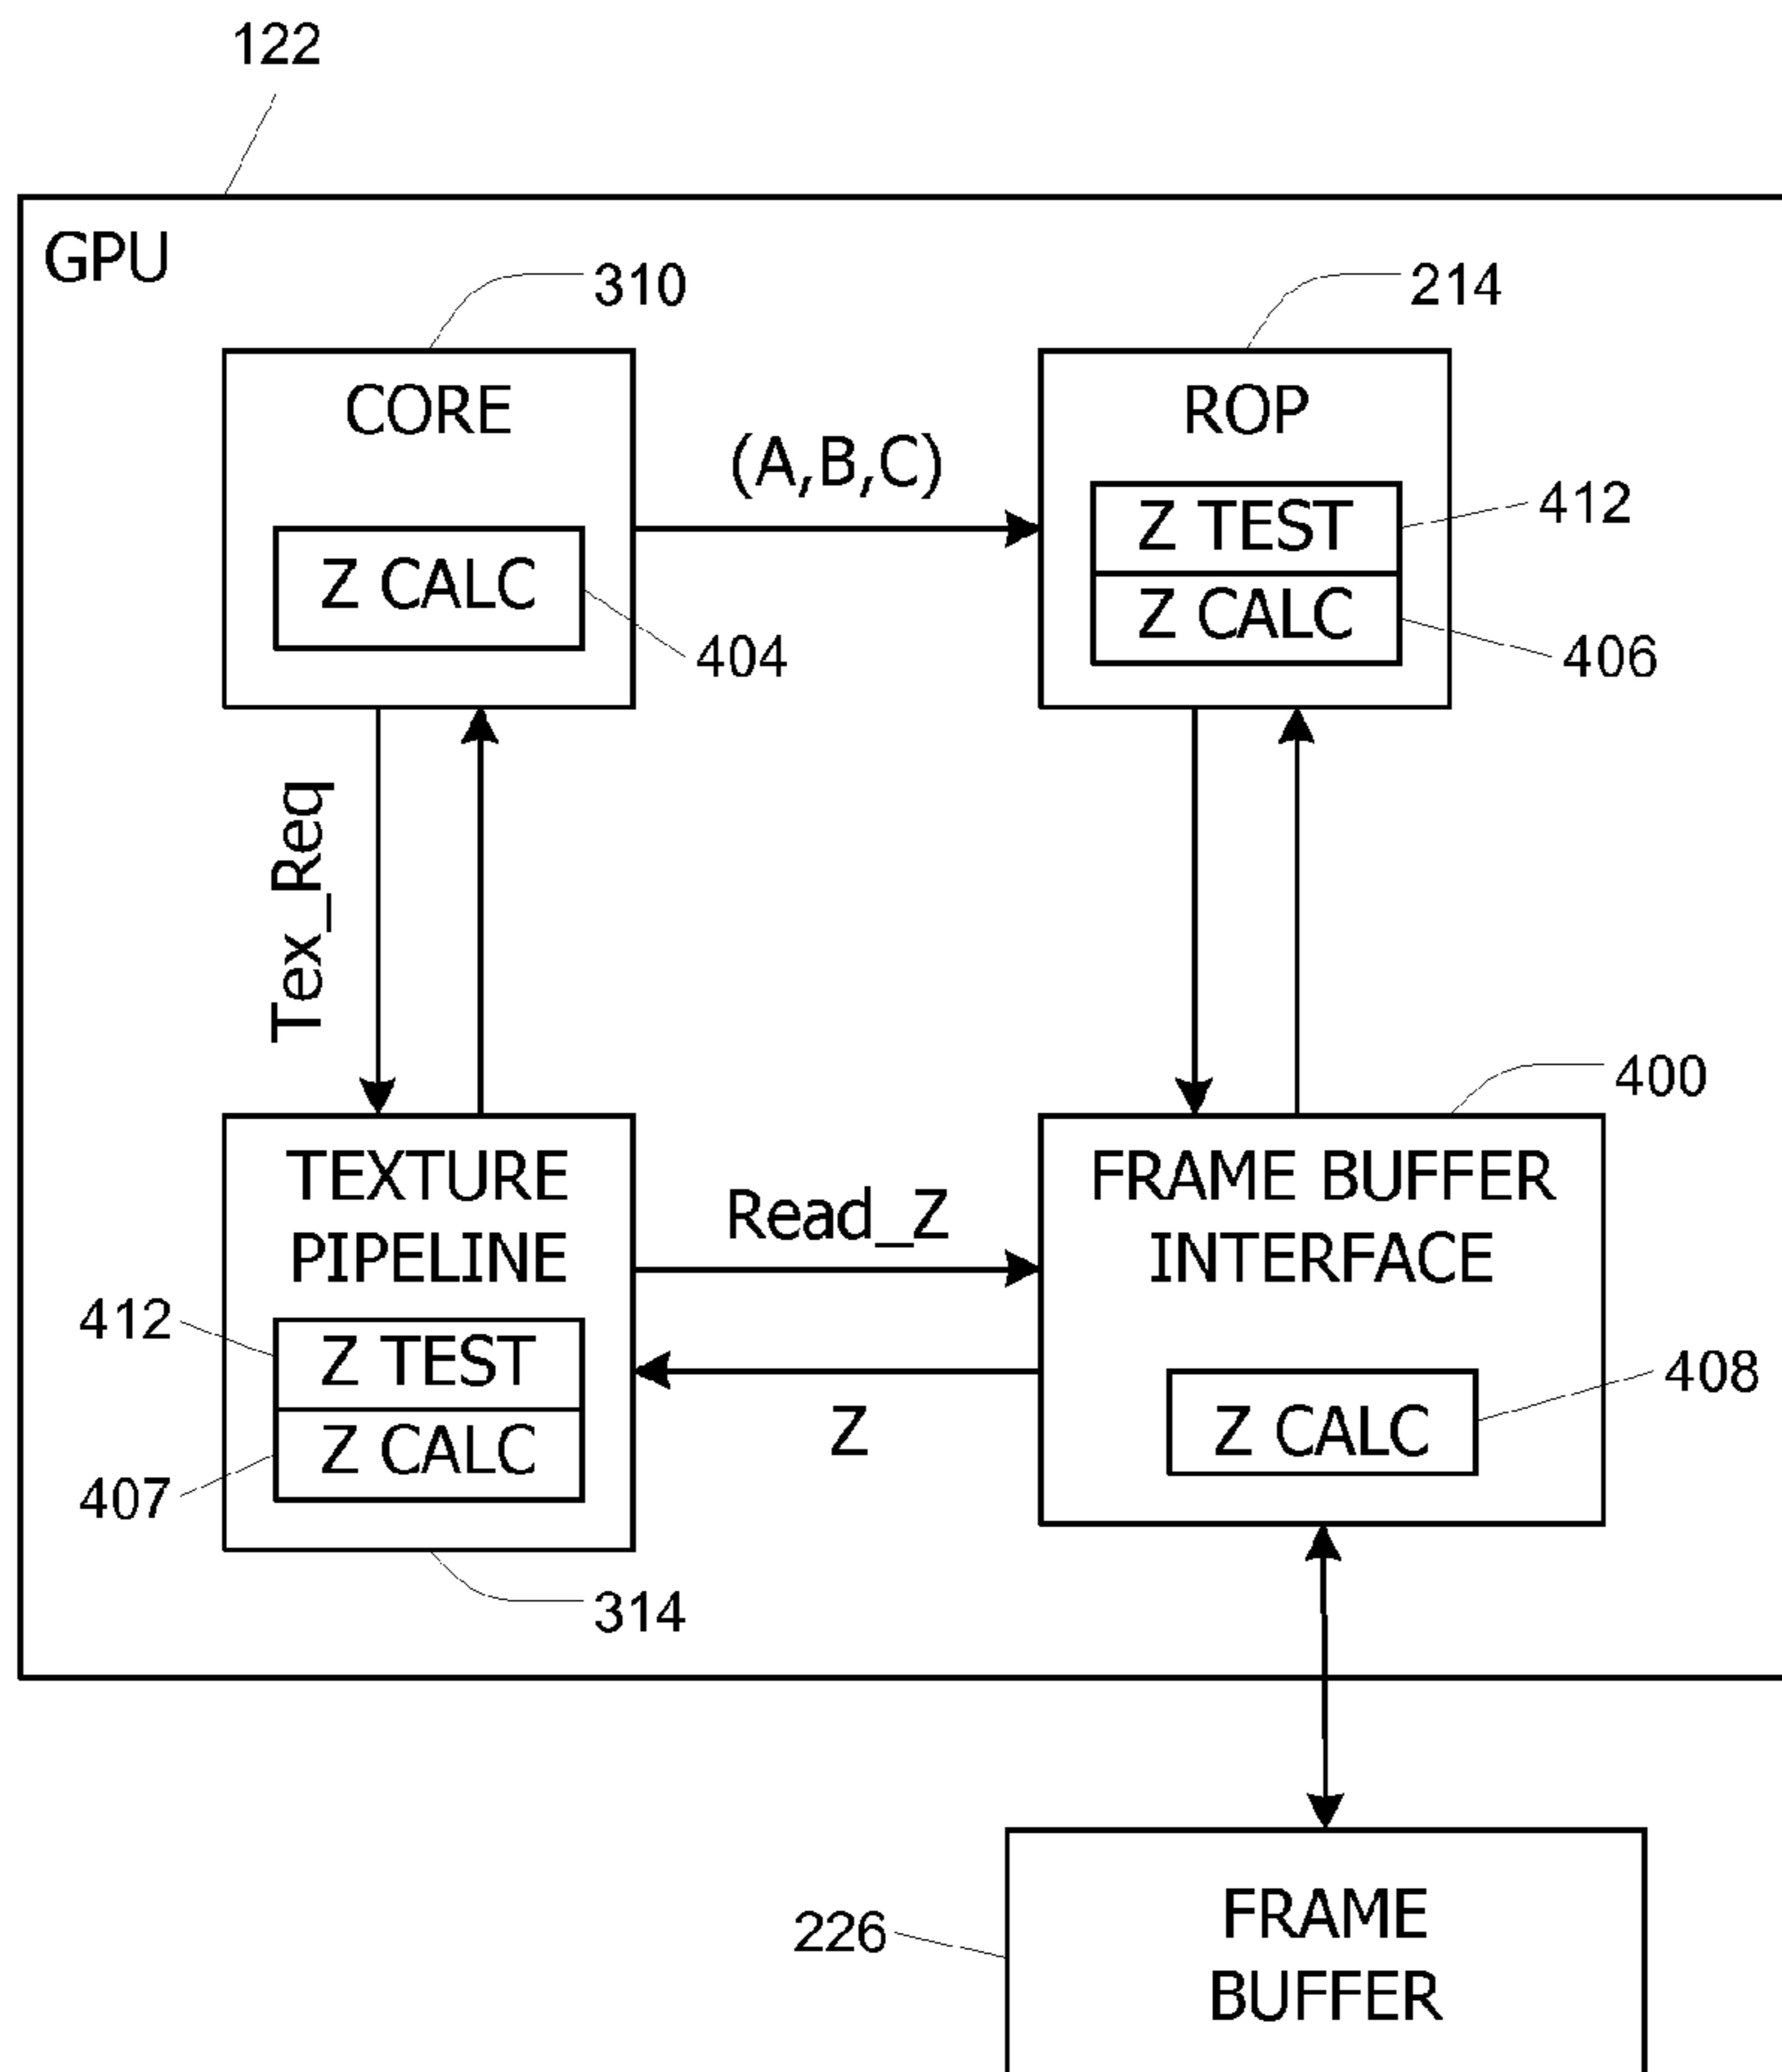 122
GPU
310
214
CORE
ROP
(A,B,C)
Z TEST
412
Z CALC
Z CALC
404
406
Tex_Req
400
TEXTURE
PIPELINE
FRAME BUFFER
INTERFACE
Read_Z
412
Z TEST
408
Z CALC
Z
Z CALC
407
314
226
FRAME
BUFFER